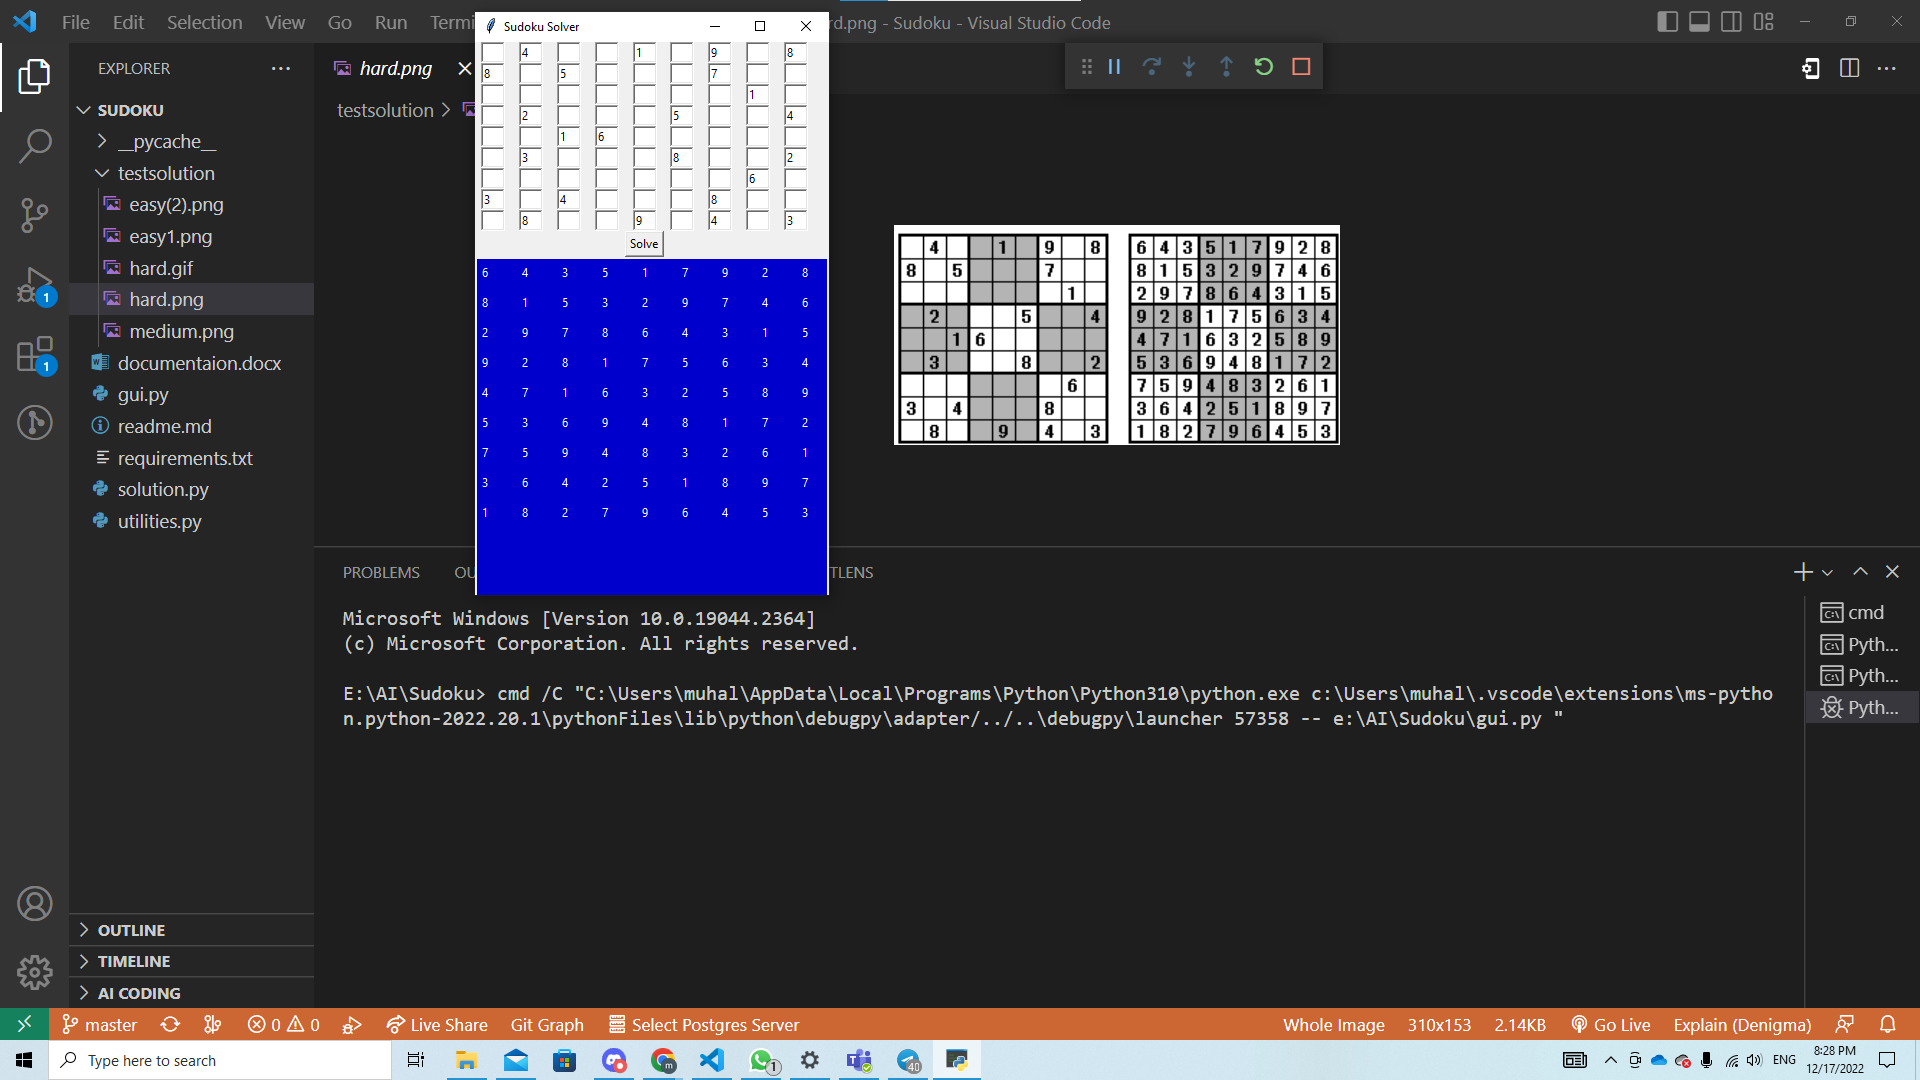 File Edit Selection View Go Run Termi
rd.png - Sudoku - Visual Studio Code
Sudoku Solver
4 1 9 8
8 5 7
1
2 5 4
1 6
3 8 2
6
3 4 8
8 9 4 3
Solve
6 4 3 5 1 7 9 2 8
8 1 5 3 2 9 7 4 6
2 9 7 8 6 4 3 1 5
9 2 8 1 7 5 6 3 4
4 7 1 6 3 2 5 8 9
5 3 6 9 4 8 1 7 2
7 5 9 4 8 3 2 6 1
3 6 4 2 5 1 8 9 7
1 8 2 7 9 6 4 5 3
EXPLORER
SUDOKU
__pycache__
testsolution
easy(2).png
easy1.png
hard.gif
hard.png
medium.png
documentaion.docx
gui.py
readme.md
requirements.txt
solution.py
utilities.py
OUTLINE
TIMELINE
AI CODING
1
1
hard.png
testsolution
4 1 9 8
8 5 7
1
2 5 4
1 6
3 8 2
6
3 4 8
8 9 4 3
6 4 3 5 1 7 9 2 8
8 1 5 3 2 9 7 4 6
2 9 7 8 6 4 3 1 5
9 2 8 1 7 5 6 3 4
4 7 1 6 3 2 5 8 9
5 3 6 9 4 8 1 7 2
7 5 9 4 8 3 2 6 1
3 6 4 2 5 1 8 9 7
1 8 2 7 9 6 4 5 3
PROBLEMS OU TLENS
Microsoft Windows [Version 10.0.19044.2364]
(c) Microsoft Corporation. All rights reserved.
E:\AI\Sudoku> cmd /C "C:\Users\muhal\AppData\Local\Programs\Python\Python310\python.exe c:\Users\muhal\.vscode\extensions\ms-pytho
n.python-2022.20.1\pythonFiles\lib\python\debugpy\adapter/../..\debugpy\launcher 57358 -- e:\AI\Sudoku\gui.py "
cmd
Pyth...
Pyth...
Pyth...
master 0 0 Live Share Git Graph Select Postgres Server
Whole Image 310x153 2.14KB Go Live Explain (Denigma)
Type here to search
m
1
40
ENG
8:28 PM
12/17/2022